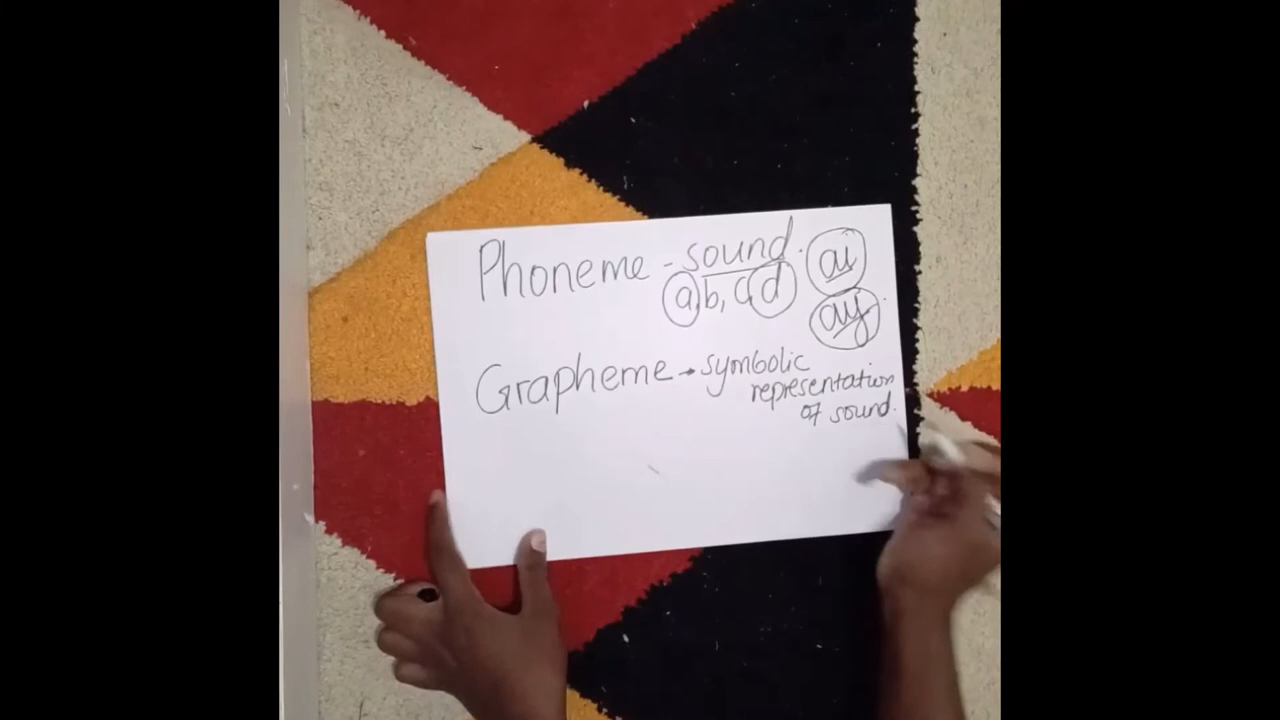 Phoneme - sound. ai
a, b, c, d ay.
Grapheme → symbolic
representation
of sound.